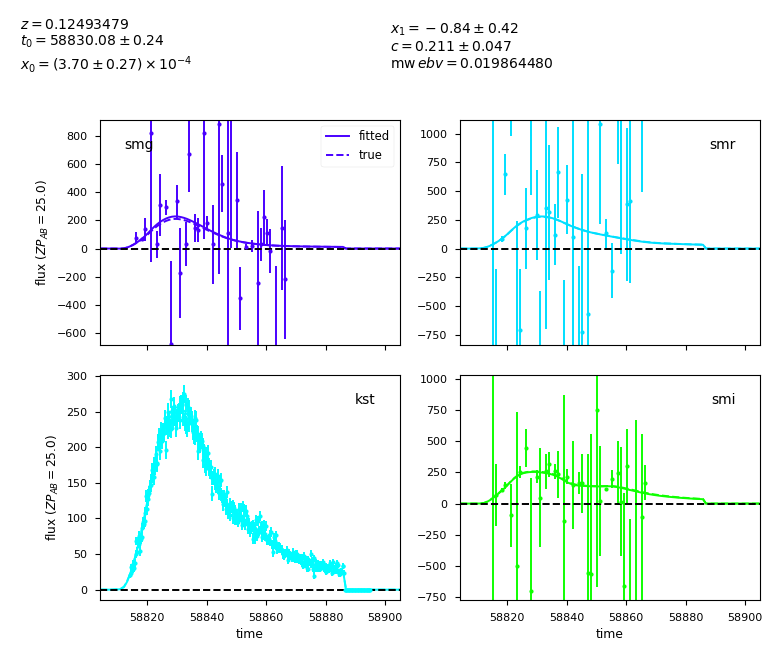 z = 0.12493479
t₀ = 58830.08 ± 0.24
x₀ = (3.70 ± 0.27) × 10⁻⁴
x₁ = −0.84 ± 0.42
c = 0.211 ± 0.047
mw ebv = 0.019864480
smg
fitted
true
800
600
400
200
0
−200
−400
−600
flux (ZP_AB = 25.0)
smr
1000
750
500
250
0
−250
−500
−750
kst
300
250
200
150
100
50
0
flux (ZP_AB = 25.0)
58820 58840 58860 58880 58900
time
smi
1000
750
500
250
0
−250
−500
−750
58820 58840 58860 58880 58900
time